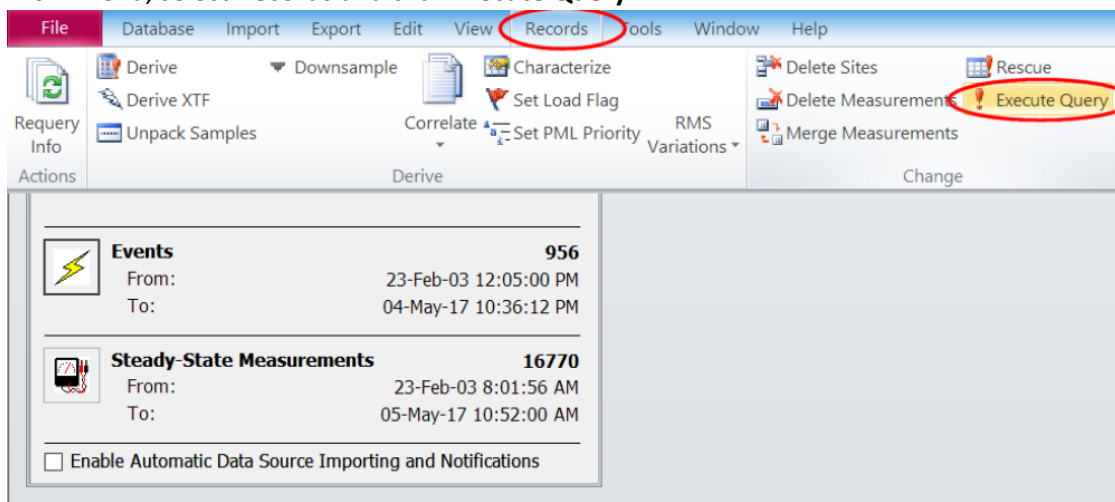 File Database Import Export Edit View Records Tools Window Help
Derive Downsample Characterize Delete Sites Rescue
Derive XTF Set Load Flag Delete Measurements Execute Query
Requery Info Unpack Samples Correlate Set PML Priority RMS Variations Merge Measurements
Actions Derive Change
Events 956
From: 23-Feb-03 12:05:00 PM
To: 04-May-17 10:36:12 PM
Steady-State Measurements 16770
From: 23-Feb-03 8:01:56 AM
To: 05-May-17 10:52:00 AM
Enable Automatic Data Source Importing and Notifications